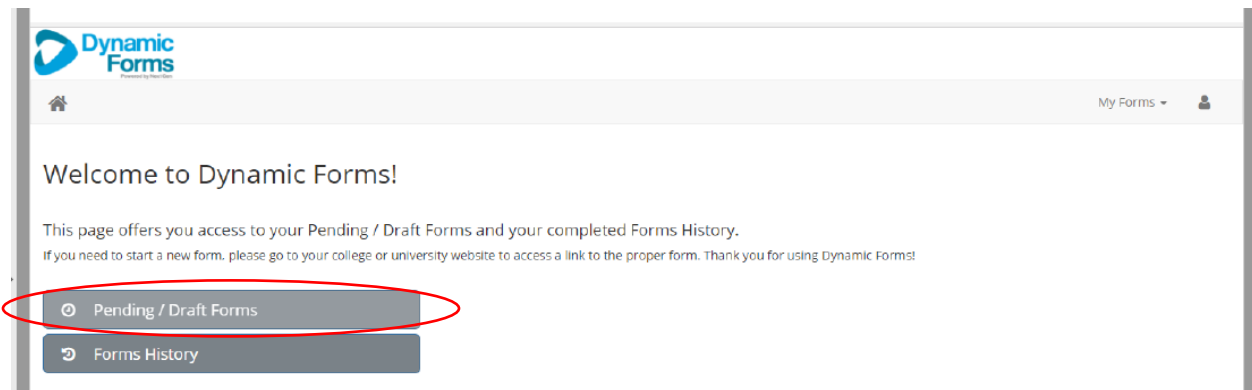 Dynamic
Forms
My Forms
Welcome to Dynamic Forms!
This page offers you access to your Pending / Draft Forms and your completed Forms History.
If you need to start a new form, please go to your college or university website to access a link to the proper form. Thank you for using Dynamic Forms!
Pending / Draft Forms
Forms History